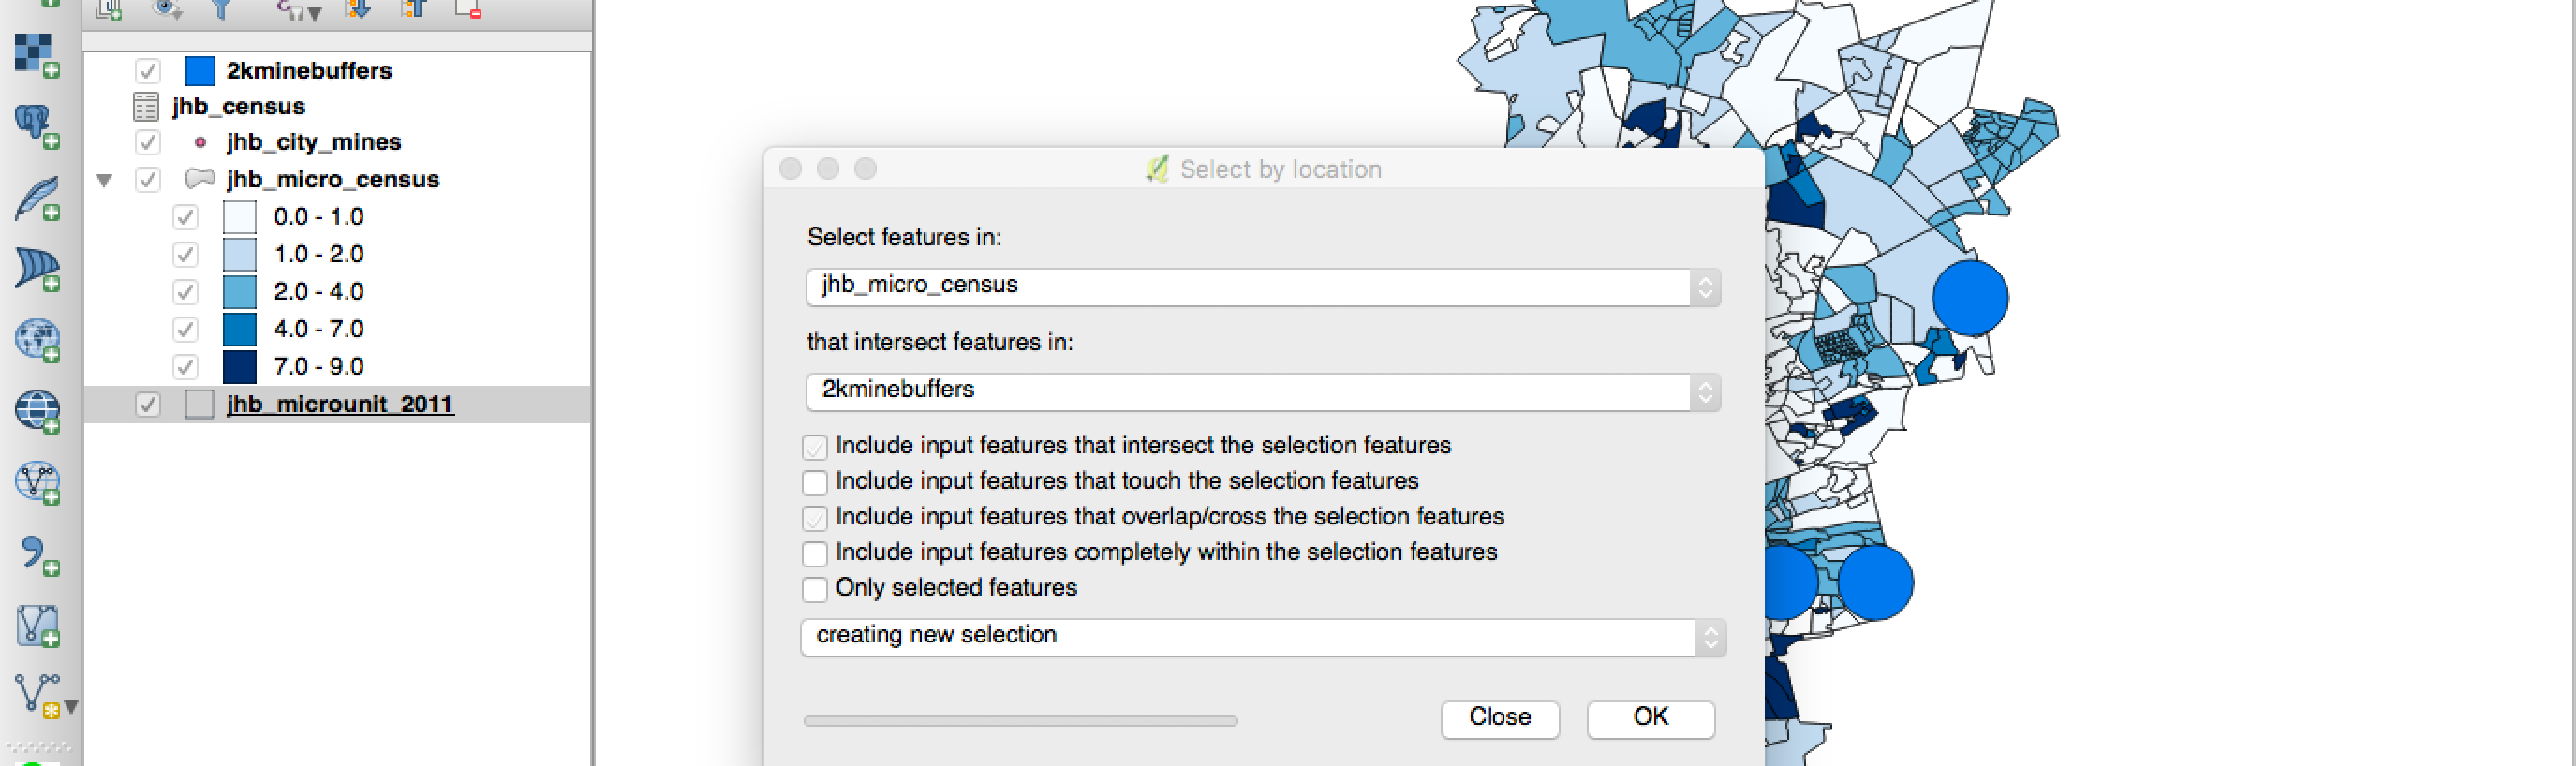 2kminebuffers
jhb_census
jhb_city_mines
jhb_micro_census
0.0 - 1.0
1.0 - 2.0
2.0 - 4.0
4.0 - 7.0
7.0 - 9.0
jhb_microunit_2011
Select by location
Select features in:
jhb_micro_census
that intersect features in:
2kminebuffers
Include input features that intersect the selection features
Include input features that touch the selection features
Include input features that overlap/cross the selection features
Include input features completely within the selection features
Only selected features
creating new selection
Close OK